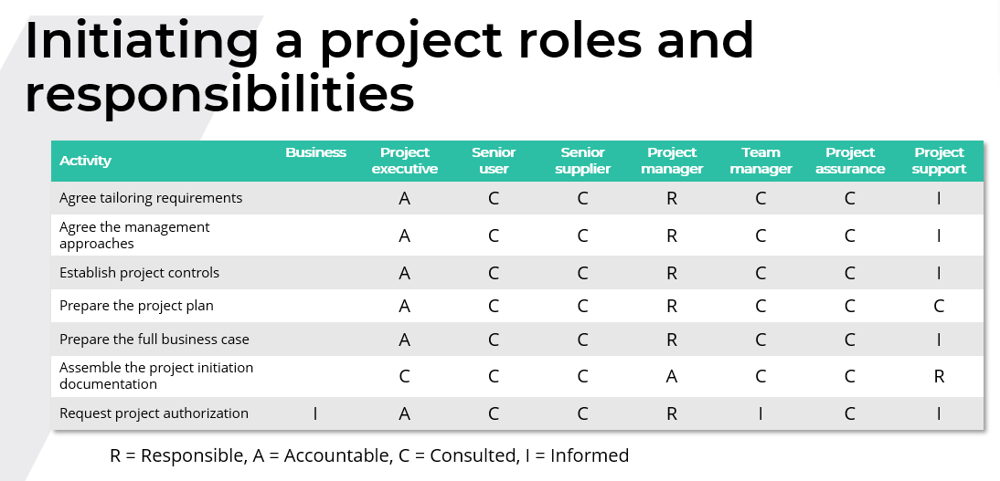 Initiating a project roles and
responsibilities
Activity Business Project executive Senior user Senior supplier Project manager Team manager Project assurance Project support
Agree tailoring requirements A C C R C C I
Agree the management
approaches A C C R C C I
Establish project controls A C C R C C I
Prepare the project plan A C C R C C C
Prepare the full business case A C C R C C I
Assemble the project initiation
documentation C C C A C C R
Request project authorization I A C C R I C I
R = Responsible, A = Accountable, C = Consulted, I = Informed